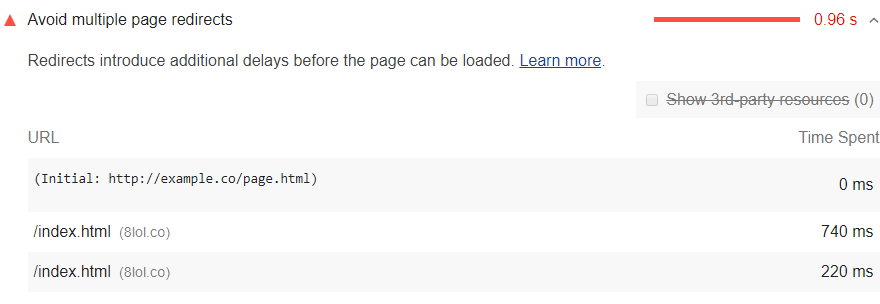 Avoid multiple page redirects 0.96 s
Redirects introduce additional delays before the page can be loaded. Learn more.
Show 3rd-party resources (0)
URL Time Spent
(Initial: http://example.co/page.html) 0 ms
/index.html (8lol.co) 740 ms
/index.html (8lol.co) 220 ms